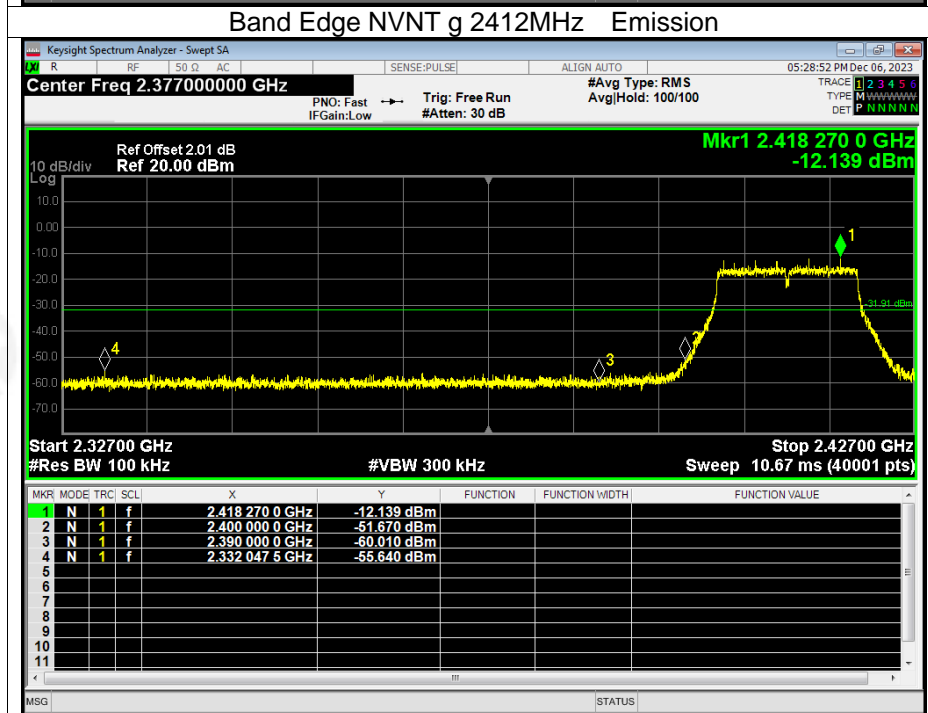 Band Edge NVNT g 2412MHz Emission
Keysight Spectrum Analyzer - Swept SA
LXI R RF 50 Ω AC SENSE:PULSE ALIGN AUTO 05:28:52 PM Dec 06, 2023
Center Freq 2.377000000 GHz #Avg Type: RMS TRACE 1 2 3 4 5 6
PNO: Fast Trig: Free Run Avg|Hold: 100/100 TYPE M WWWWW
IFGain:Low #Atten: 30 dB DET P N N N N N
Ref Offset 2.01 dB Mkr1 2.418 270 0 GHz
10 dB/div Ref 20.00 dBm -12.139 dBm
Log
10.0
0.00
1
-10.0
-20.0
-30.0 -31.91 dBm
-40.0
2
4
-50.0
3
-60.0
-70.0
Start 2.32700 GHz Stop 2.42700 GHz
#Res BW 100 kHz #VBW 300 kHz Sweep 10.67 ms (40001 pts)
MKR MODE TRC SCL X Y FUNCTION FUNCTION WIDTH FUNCTION VALUE
1 N 1 f 2.418 270 0 GHz -12.139 dBm
2 N 1 f 2.400 000 0 GHz -51.670 dBm
3 N 1 f 2.390 000 0 GHz -60.010 dBm
4 N 1 f 2.332 047 5 GHz -55.640 dBm
5
6
7
8
9
10
11
MSG STATUS